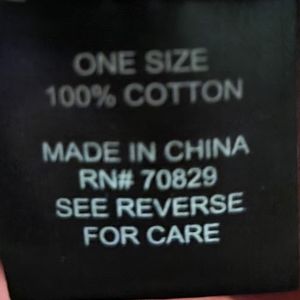 ONE SIZE
100% COTTON
MADE IN CHINA
RN# 70829
SEE REVERSE
FOR CARE